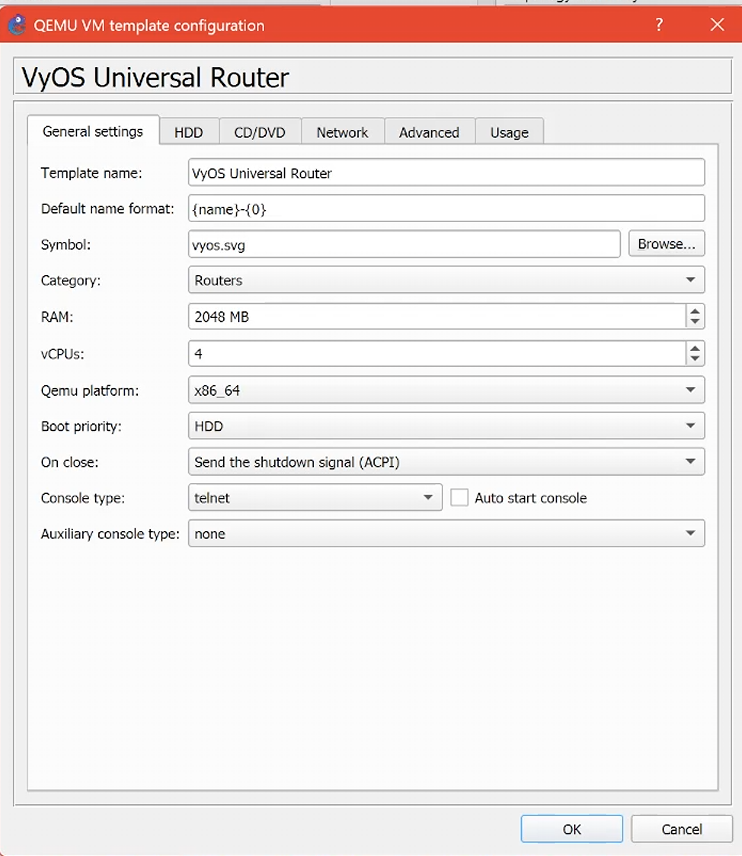 QEMU VM template configuration ?
VyOS Universal Router
General settings HDD CD/DVD Network Advanced Usage
Template name: VyOS Universal Router
Default name format: {name}-{0}
Symbol: vyos.svg Browse...
Category: Routers
RAM: 2048 MB
vCPUs: 4
Qemu platform: x86_64
Boot priority: HDD
On close: Send the shutdown signal (ACPI)
Console type: telnet Auto start console
Auxiliary console type: none
OK Cancel